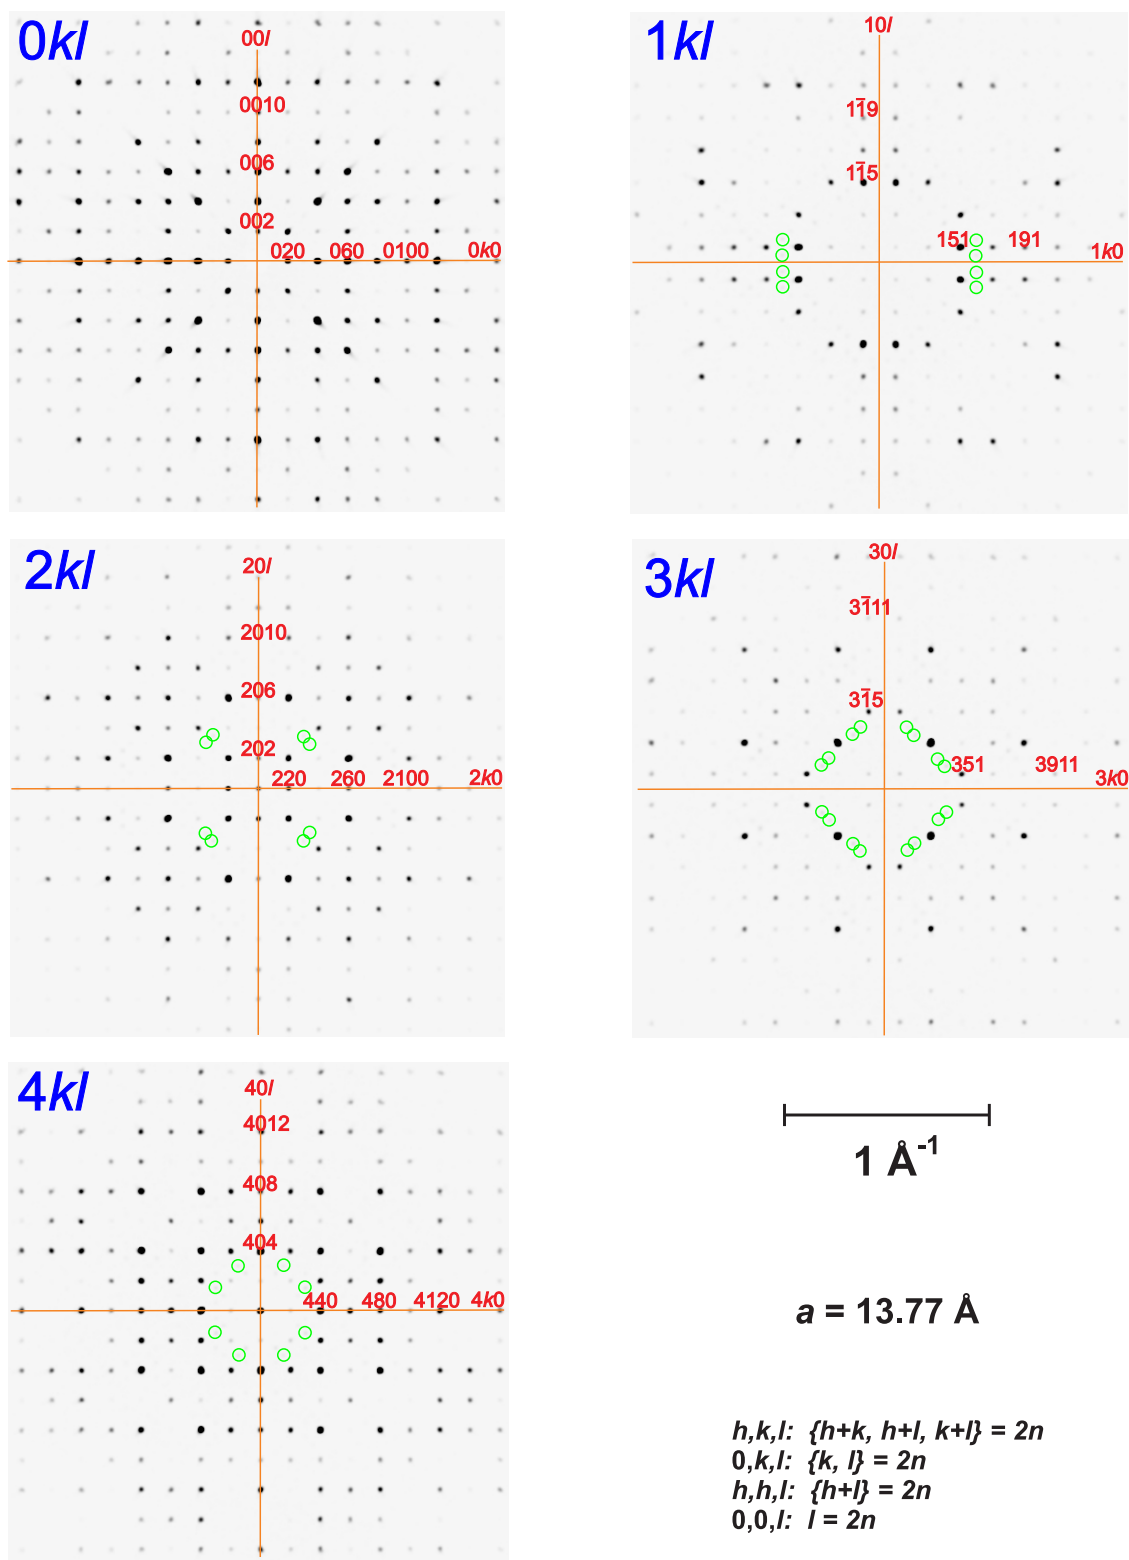 0kl
00l
0010
006
002
020 060 0100 0k0
1kl
10l
11̅9
11̅5
151 191 1k0
2kl
20l
2010
206
202
220 260 2100 2k0
3kl
30l
31̅11
31̅5
351 3911 3k0
4kl
40l
4012
408
404
440 480 4120 4k0
1 Å⁻¹
a = 13.77 Å
h,k,l: {h+k, h+l, k+l} = 2n
0,k,l: {k, l} = 2n
h,h,l: {h+l} = 2n
0,0,l: l = 2n